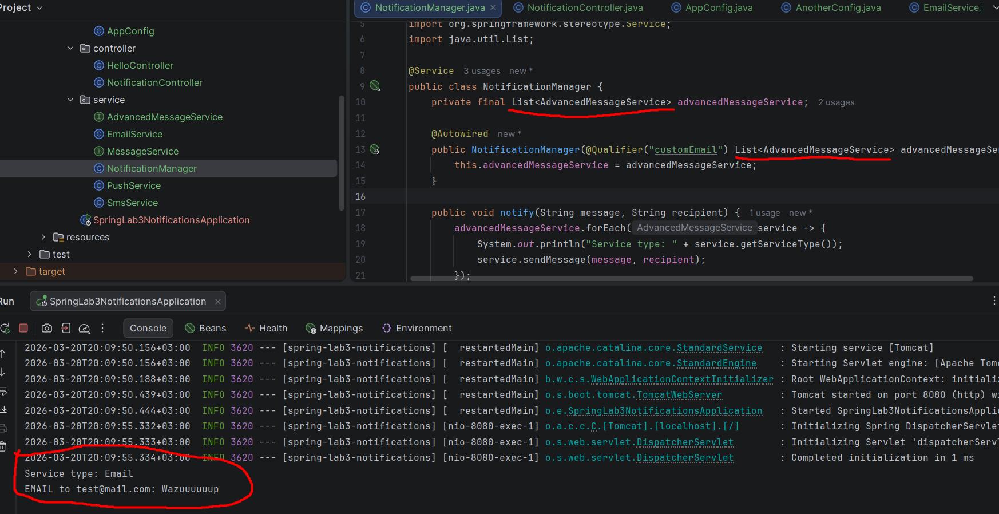 Project
AppConfig
controller
HelloController
NotificationController
service
AdvancedMessageService
EmailService
MessageService
NotificationManager
PushService
SmsService
SpringLab3NotificationsApplication
resources
test
target
NotificationManager.java NotificationController.java AppConfig.java AnotherConfig.java EmailService.j
5 import org.springframework.stereotype.Service;
6 import java.util.List;
7
8 @Service 3 usages new *
9 public class NotificationManager {
10 private final List<AdvancedMessageService> advancedMessageService; 2 usages
11
12 @Autowired new *
13 public NotificationManager(@Qualifier("customEmail") List<AdvancedMessageService> advancedMessageSe
14 this.advancedMessageService = advancedMessageService;
15 }
16
17 public void notify(String message, String recipient) { 1 usage new *
18 advancedMessageService.forEach( AdvancedMessageService service -> {
19 System.out.println("Service type: " + service.getServiceType());
20 service.sendMessage(message, recipient);
21 });
Run SpringLab3NotificationsApplication
Console Beans Health Mappings Environment
2026-03-20T20:09:50.156+03:00 INFO 3620 --- [spring-lab3-notifications] [ restartedMain] o.apache.catalina.core.StandardService : Starting service [Tomcat]
2026-03-20T20:09:50.156+03:00 INFO 3620 --- [spring-lab3-notifications] [ restartedMain] o.apache.catalina.core.StandardEngine : Starting Servlet engine: [Apache Tomc
2026-03-20T20:09:50.188+03:00 INFO 3620 --- [spring-lab3-notifications] [ restartedMain] b.w.c.s.WebApplicationContextInitializer : Root WebApplicationContext: initializ
2026-03-20T20:09:50.439+03:00 INFO 3620 --- [spring-lab3-notifications] [ restartedMain] o.s.boot.tomcat.TomcatWebServer : Tomcat started on port 8080 (http) wi
2026-03-20T20:09:50.444+03:00 INFO 3620 --- [spring-lab3-notifications] [ restartedMain] o.e.SpringLab3NotificationsApplication : Started SpringLab3NotificationsApplic
2026-03-20T20:09:55.332+03:00 INFO 3620 --- [spring-lab3-notifications] [nio-8080-exec-1] o.a.c.c.C.[Tomcat].[localhost].[/] : Initializing Spring DispatcherServlet
2026-03-20T20:09:55.333+03:00 INFO 3620 --- [spring-lab3-notifications] [nio-8080-exec-1] o.s.web.servlet.DispatcherServlet : Initializing Servlet 'dispatcherServl
2026-03-20T20:09:55.334+03:00 INFO 3620 --- [spring-lab3-notifications] [nio-8080-exec-1] o.s.web.servlet.DispatcherServlet : Completed initialization in 1 ms
Service type: Email
EMAIL to test@mail.com: Wazuuuuuup